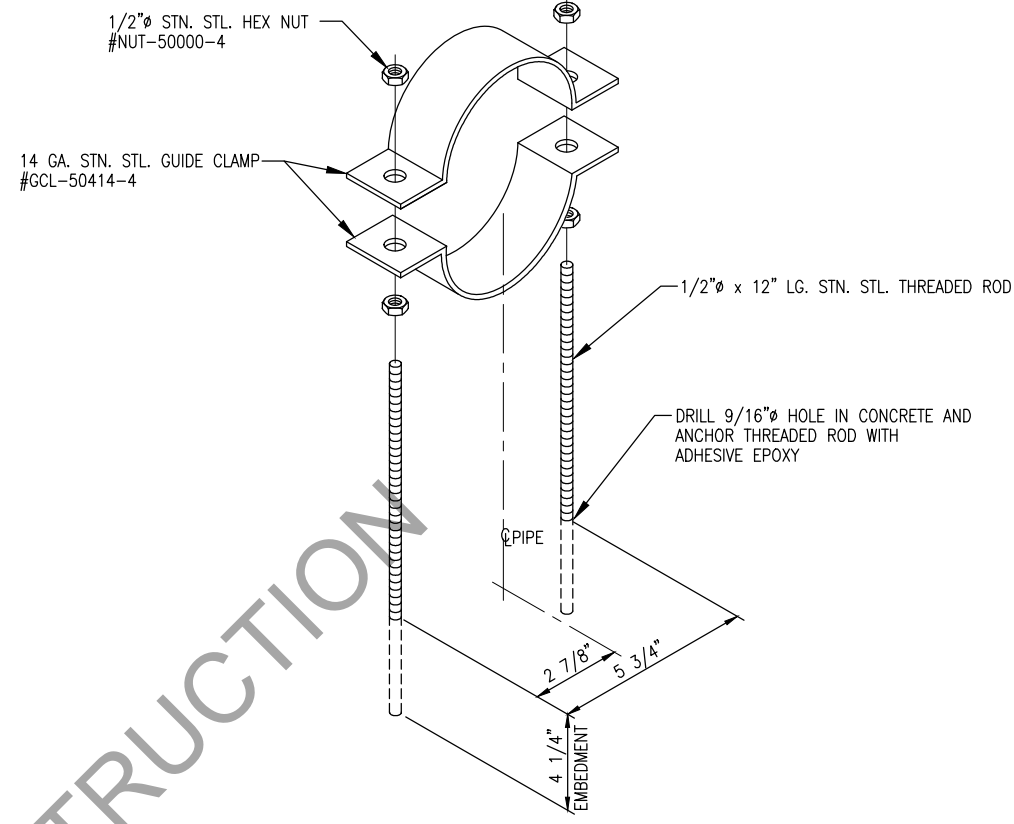 1/2"ø STN. STL. HEX NUT
#NUT-50000-4
14 GA. STN. STL. GUIDE CLAMP
#GCL-50414-4
1/2"ø x 12" LG. STN. STL. THREADED ROD
DRILL 9/16"ø HOLE IN CONCRETE AND
ANCHOR THREADED ROD WITH
ADHESIVE EPOXY
℄ PIPE
2 7/8"
5 3/4"
4 1/4"
EMBEDMENT
STRUCTION